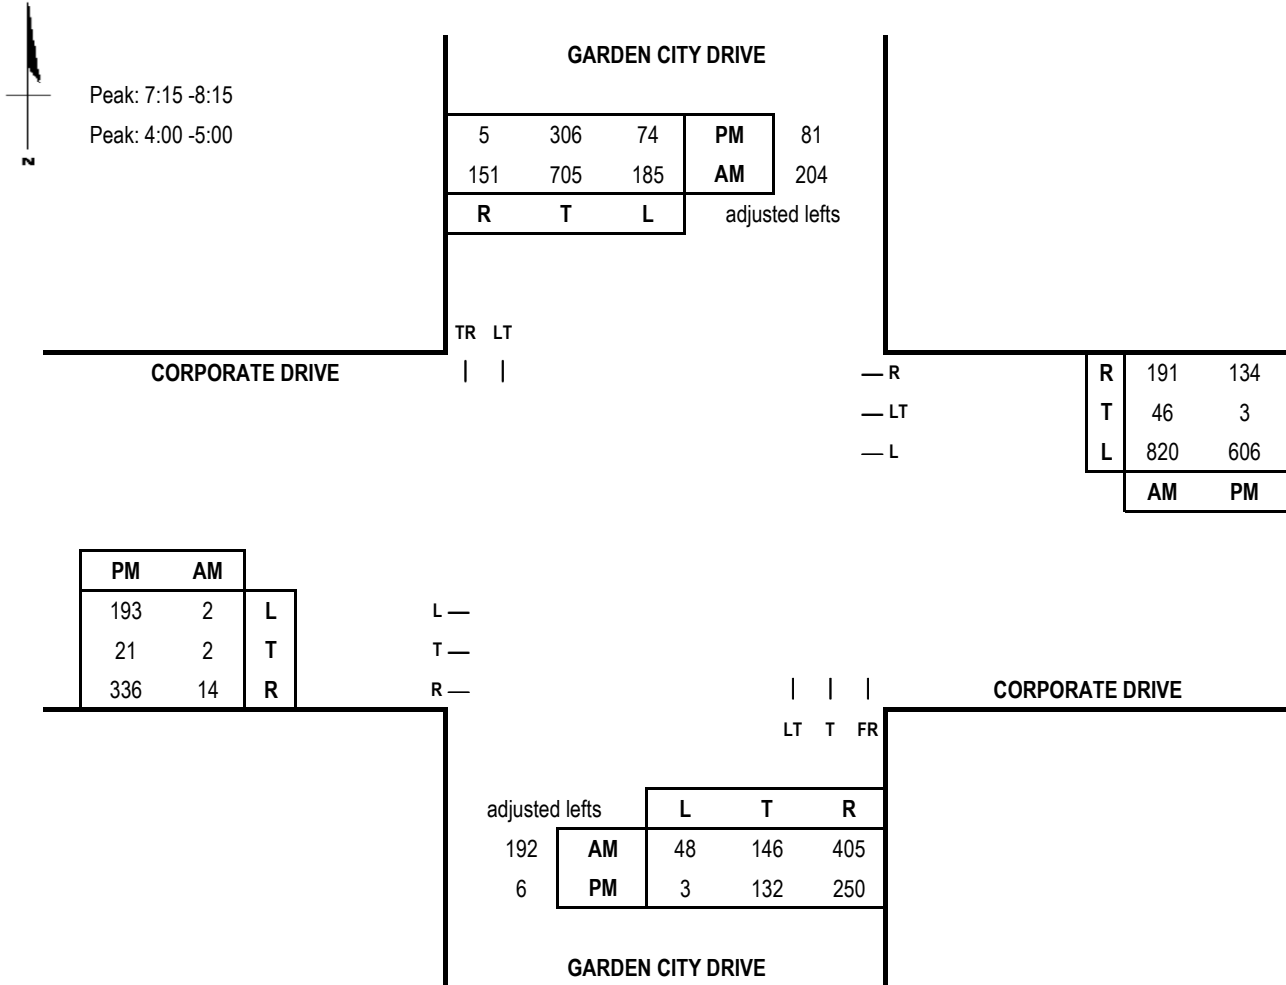 GARDEN CITY DRIVE
Peak: 7:15 -8:15
Peak: 4:00 -5:00
N
5 306 74 PM 81
151 705 185 AM 204
R T L adjusted lefts
TR LT
CORPORATE DRIVE
R
LT
L
R 191 134
T 46 3
L 820 606
AM PM
PM AM
193 2 L
21 2 T
336 14 R
L
T
R
CORPORATE DRIVE
LT T FR
adjusted lefts L T R
192 AM 48 146 405
6 PM 3 132 250
GARDEN CITY DRIVE